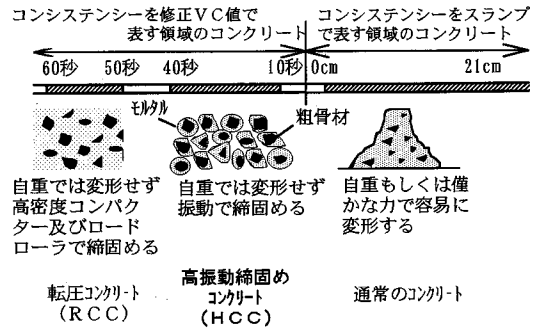 コンシステンシーを修正ＶＣ値で
表す領域のコンクリート
コンシステンシーをスランプ
で表す領域のコンクリート
60秒 50秒 40秒 10秒 0cm 21cm
ﾓﾙﾀﾙ
粗骨材
自重では変形せず
高密度コンパク
ター及びロード
ローラで締固める
自重では変形せず
振動で締固める
自重もしくは僅
かな力で容易に
変形する
転圧ｺﾝｸﾘｰﾄ
(ＲＣＣ)
高振動締固め
ｺﾝｸﾘｰﾄ
(ＨＣＣ)
通常のｺﾝｸﾘｰﾄ